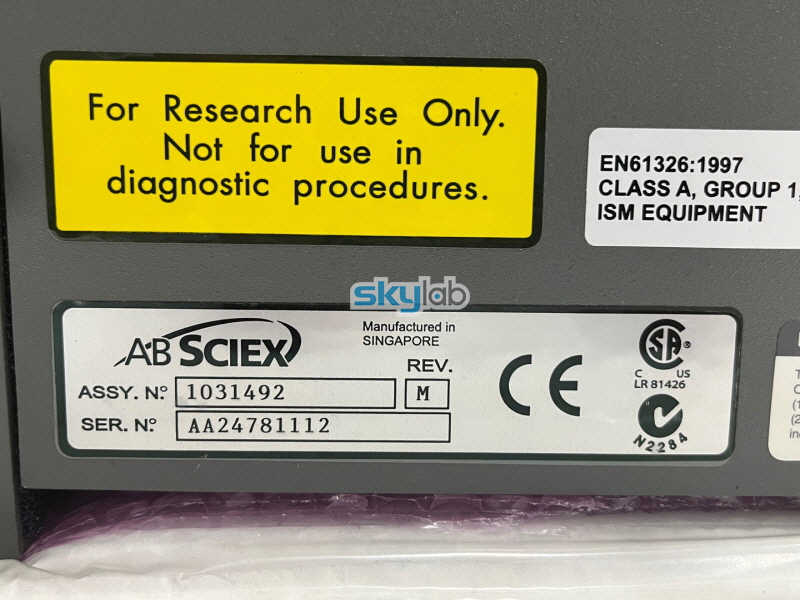 For Research Use Only.
Not for use in
diagnostic procedures.
EN61326:1997
CLASS A, GROUP 1,
ISM EQUIPMENT
skylab
AB SCIEX
Manufactured in
SINGAPORE
REV.
ASSY. Nº. 1031492 M
SER. Nº. AA24781112
CE
SA ®
C US
LR 81426
N2284